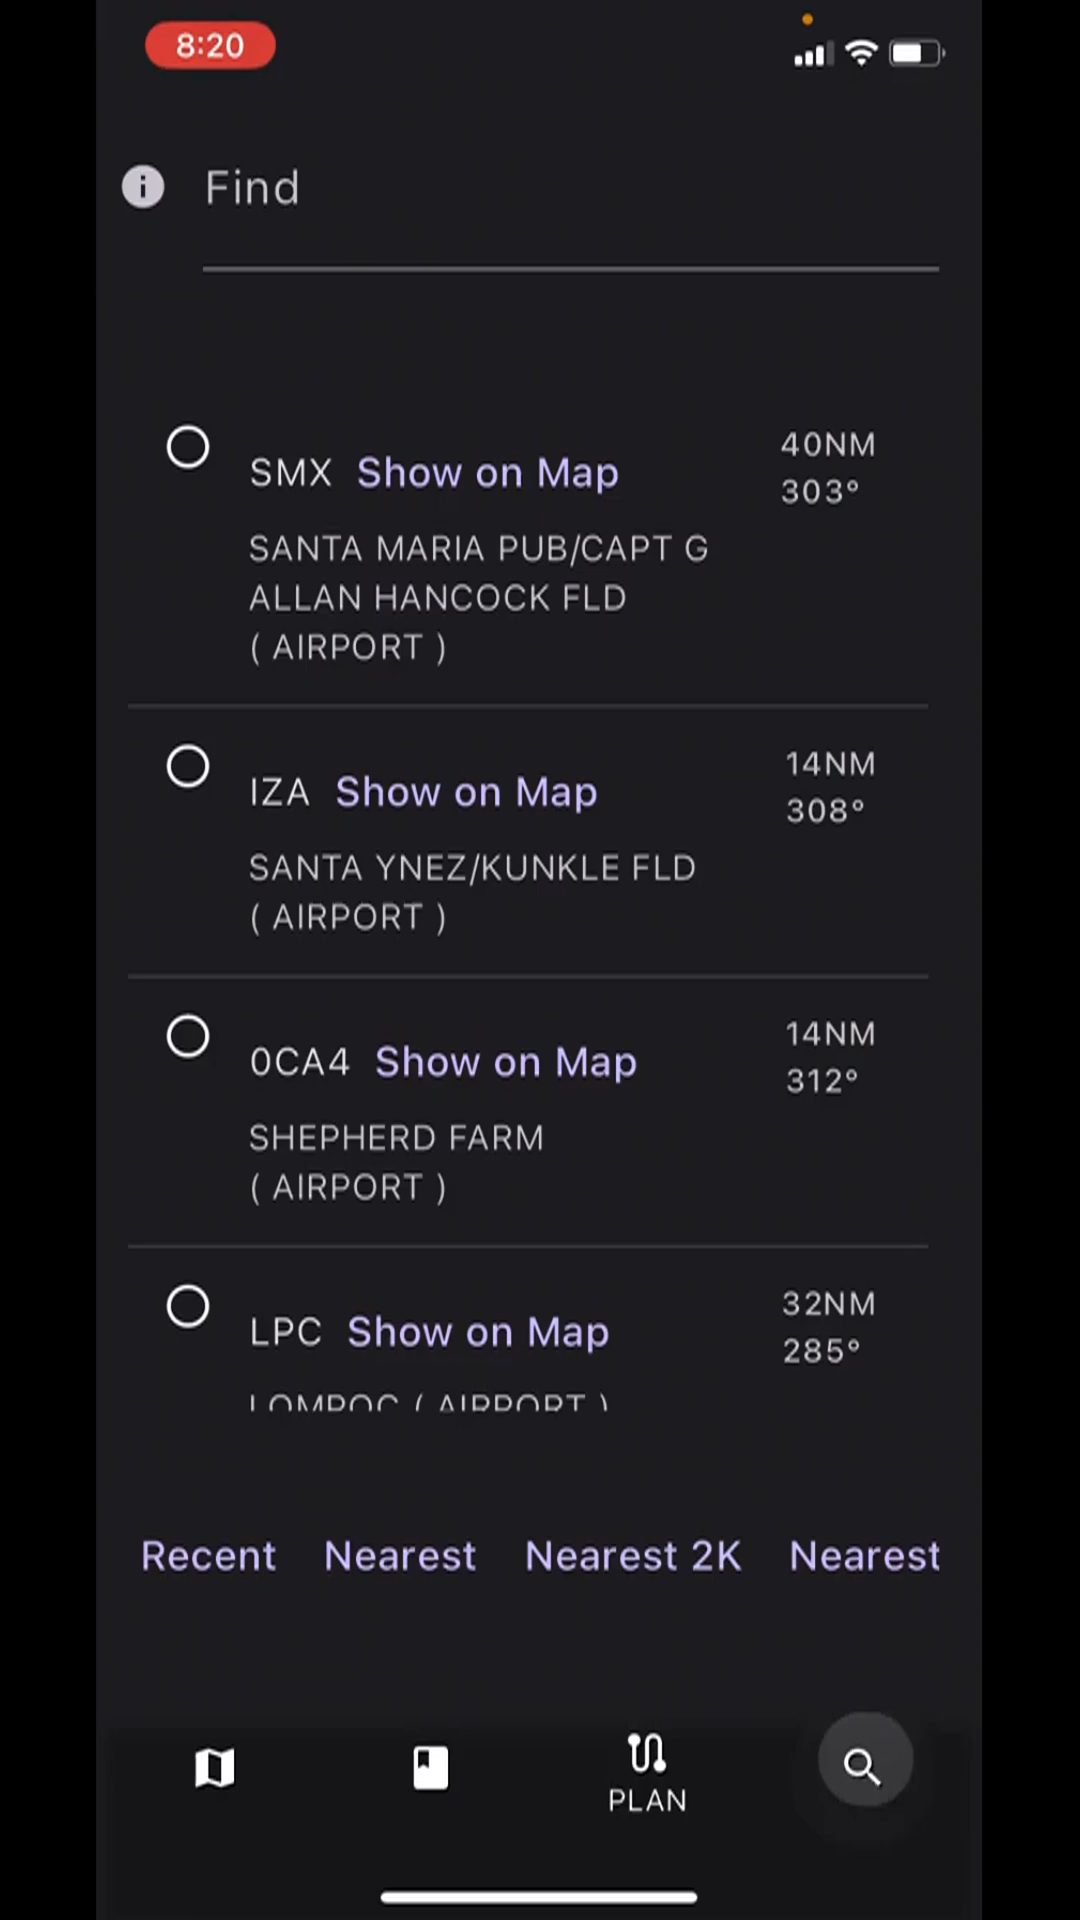 8:20
i Find
SMX Show on Map
40NM
303°
SANTA MARIA PUB/CAPT G
ALLAN HANCOCK FLD
( AIRPORT )
IZA Show on Map
14NM
308°
SANTA YNEZ/KUNKLE FLD
( AIRPORT )
0CA4 Show on Map
14NM
312°
SHEPHERD FARM
( AIRPORT )
LPC Show on Map
32NM
285°
LOMPOC ( AIRPORT )
Recent Nearest Nearest 2K Nearest
PLAN